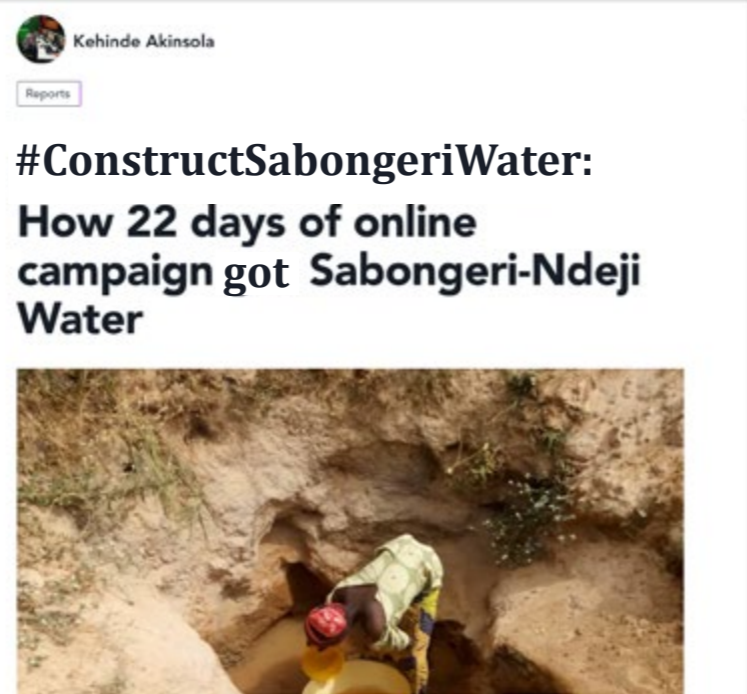 Kehinde Akinsola
Reports
#ConstructSabongeriWater:
How 22 days of online
campaign got Sabongeri-Ndeji
Water